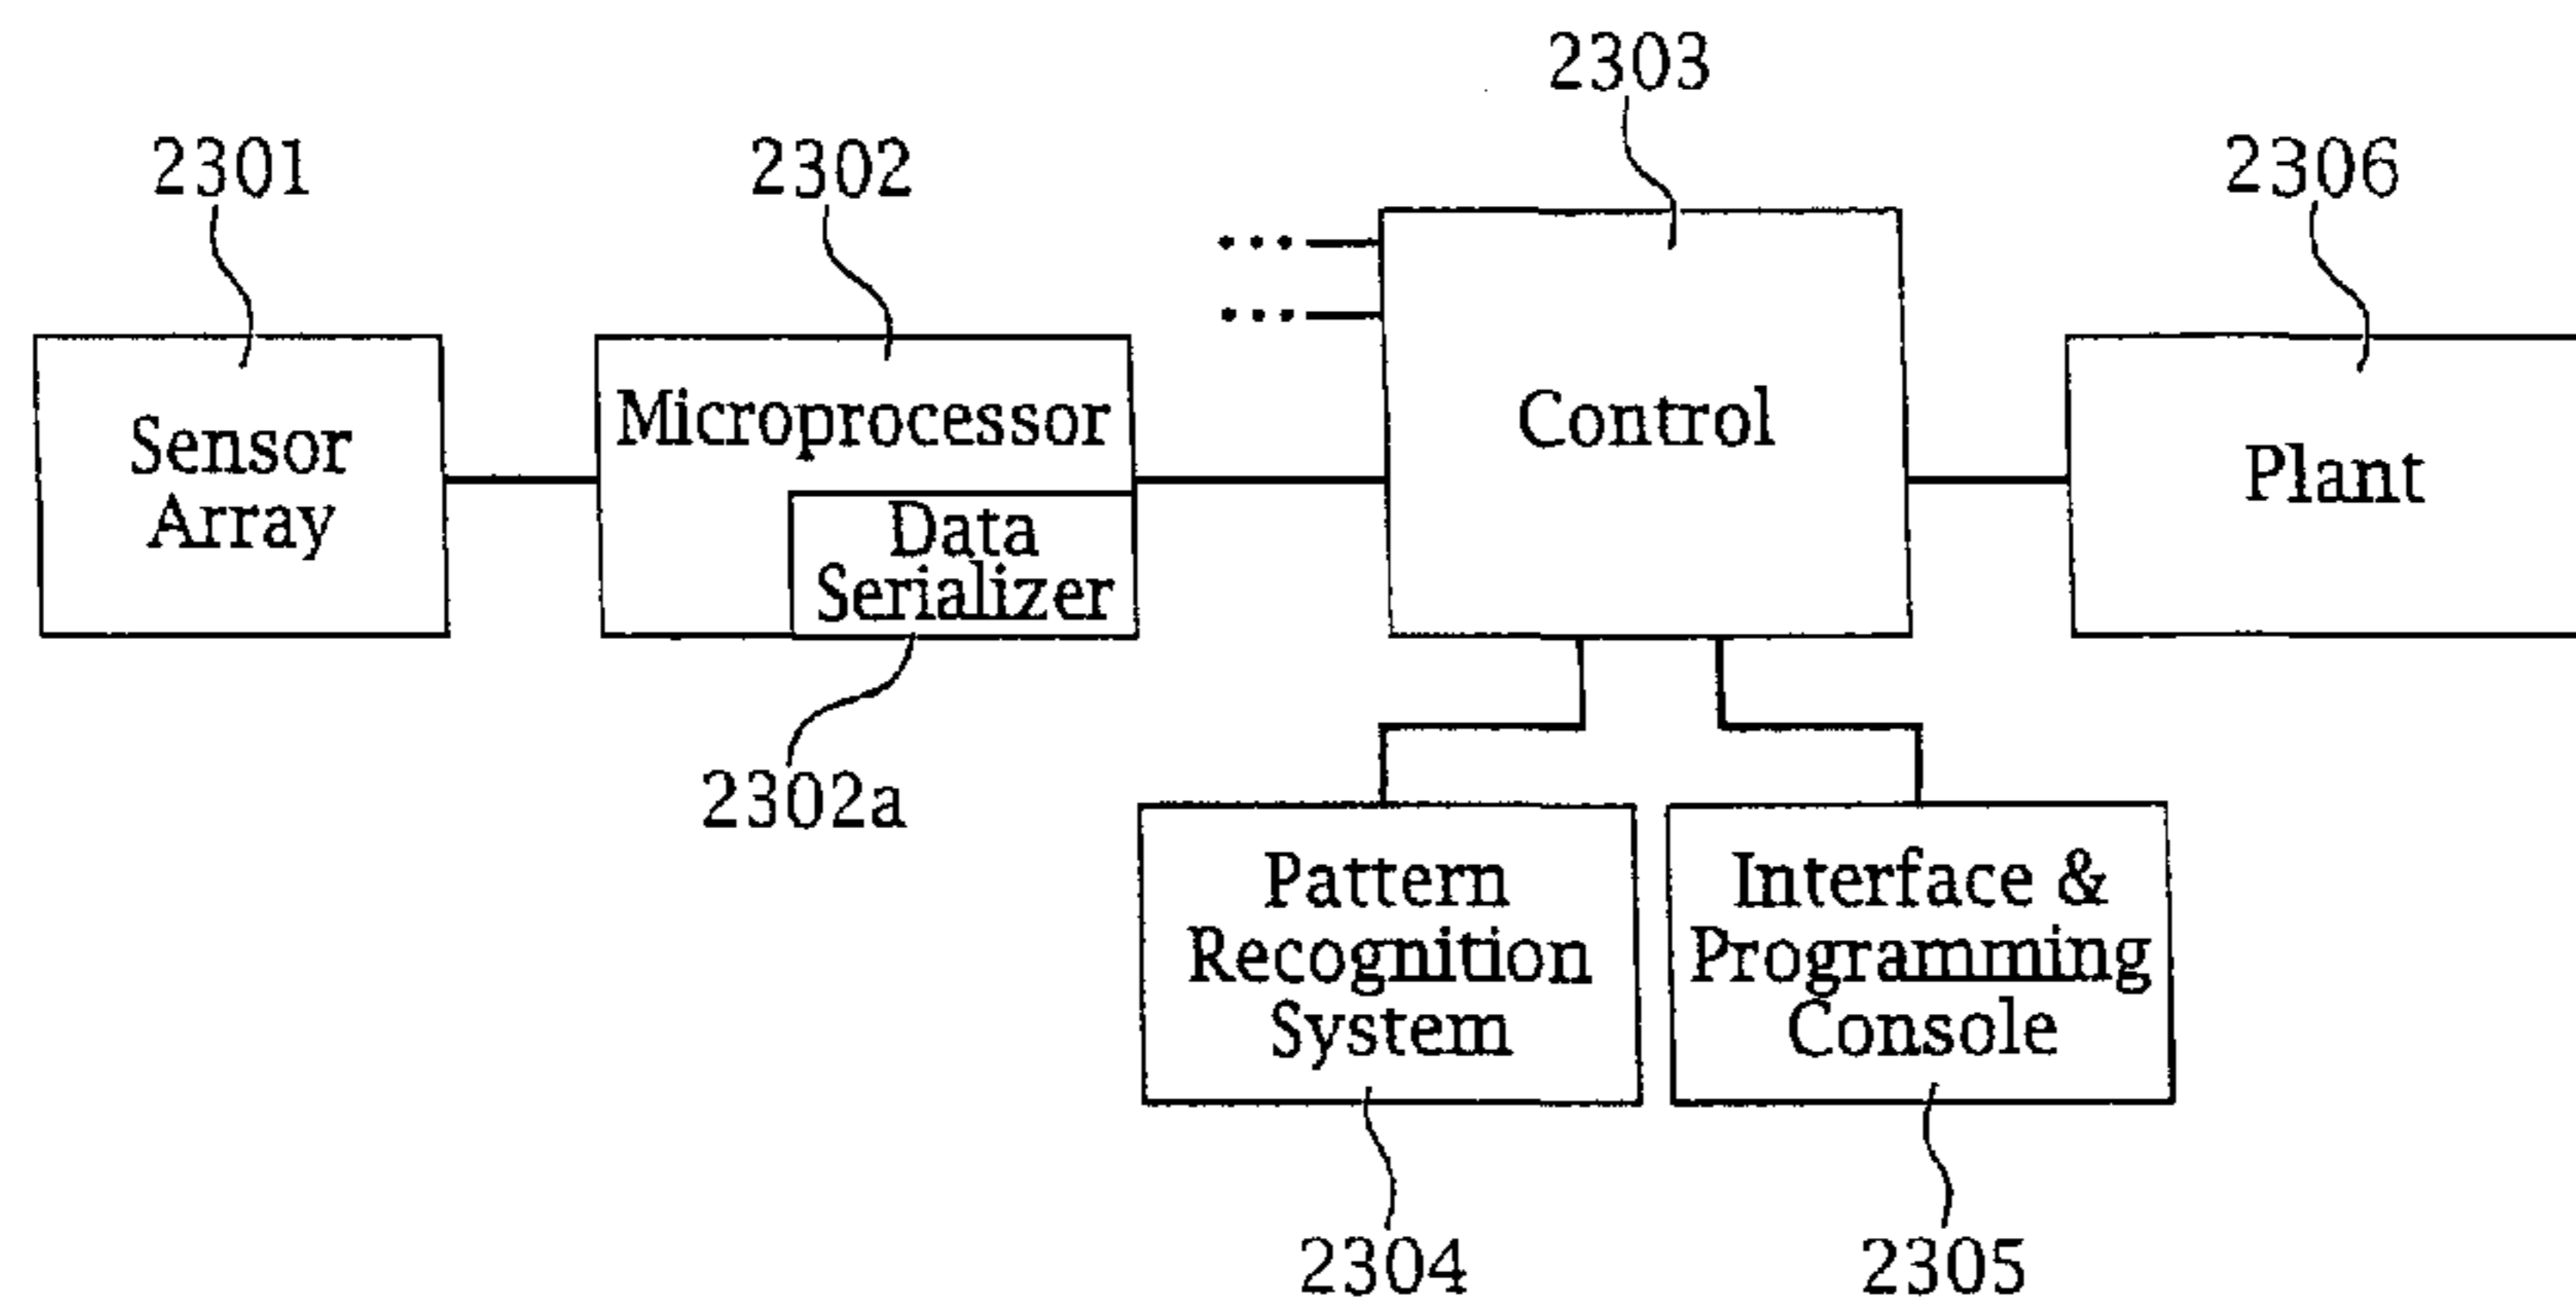 2303
2301
2302
2306
Sensor
Array
Microprocessor
Data
Serializer
Control
Plant
2302a
Pattern
Recognition
System
Interface &
Programming
Console
2304
2305